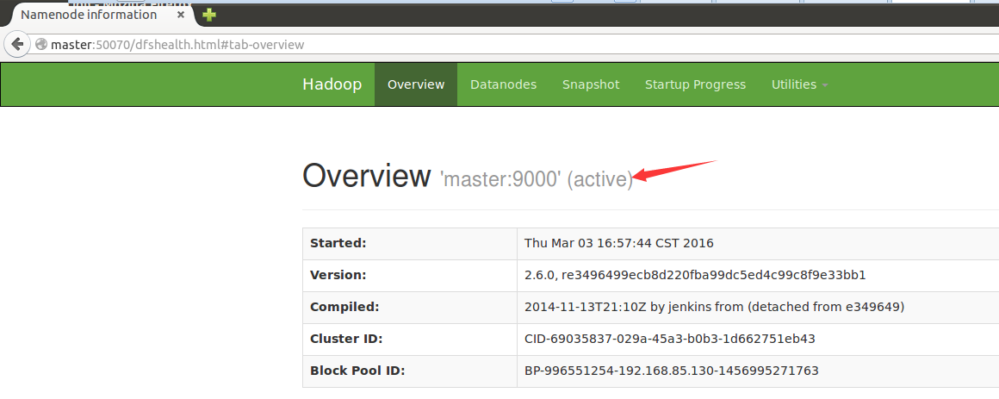 Namenode information
master:50070/dfshealth.html#tab-overview
Hadoop Overview Datanodes Snapshot Startup Progress Utilities
Overview 'master:9000' (active)
Started: Thu Mar 03 16:57:44 CST 2016
Version: 2.6.0, re3496499ecb8d220fba99dc5ed4c99c8f9e33bb1
Compiled: 2014-11-13T21:10Z by jenkins from (detached from e349649)
Cluster ID: CID-69035837-029a-45a3-b0b3-1d662751eb43
Block Pool ID: BP-996551254-192.168.85.130-1456995271763